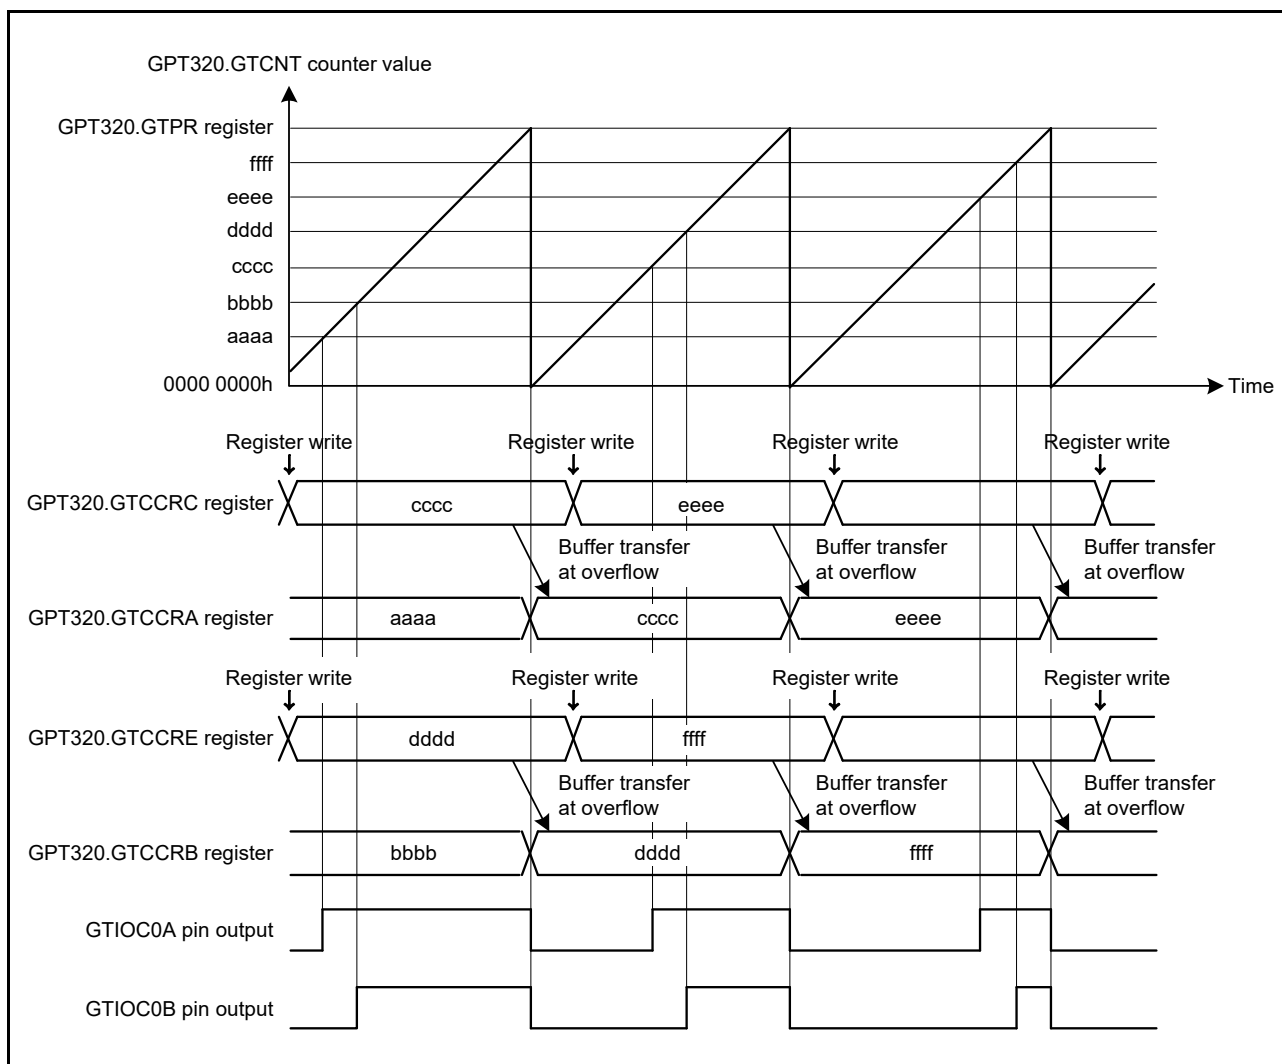 GPT320.GTCNT counter value
GPT320.GTPR register
ffff
eeee
dddd
cccc
bbbb
aaaa
0000 0000h
Time
Register write Register write Register write Register write
GPT320.GTCCRC register cccc eeee
Buffer transfer Buffer transfer Buffer transfer
at overflow at overflow at overflow
GPT320.GTCCRA register aaaa cccc eeee
Register write Register write Register write Register write
GPT320.GTCCRE register dddd ffff
Buffer transfer Buffer transfer Buffer transfer
at overflow at overflow at overflow
GPT320.GTCCRB register bbbb dddd ffff
GTIOC0A pin output
GTIOC0B pin output